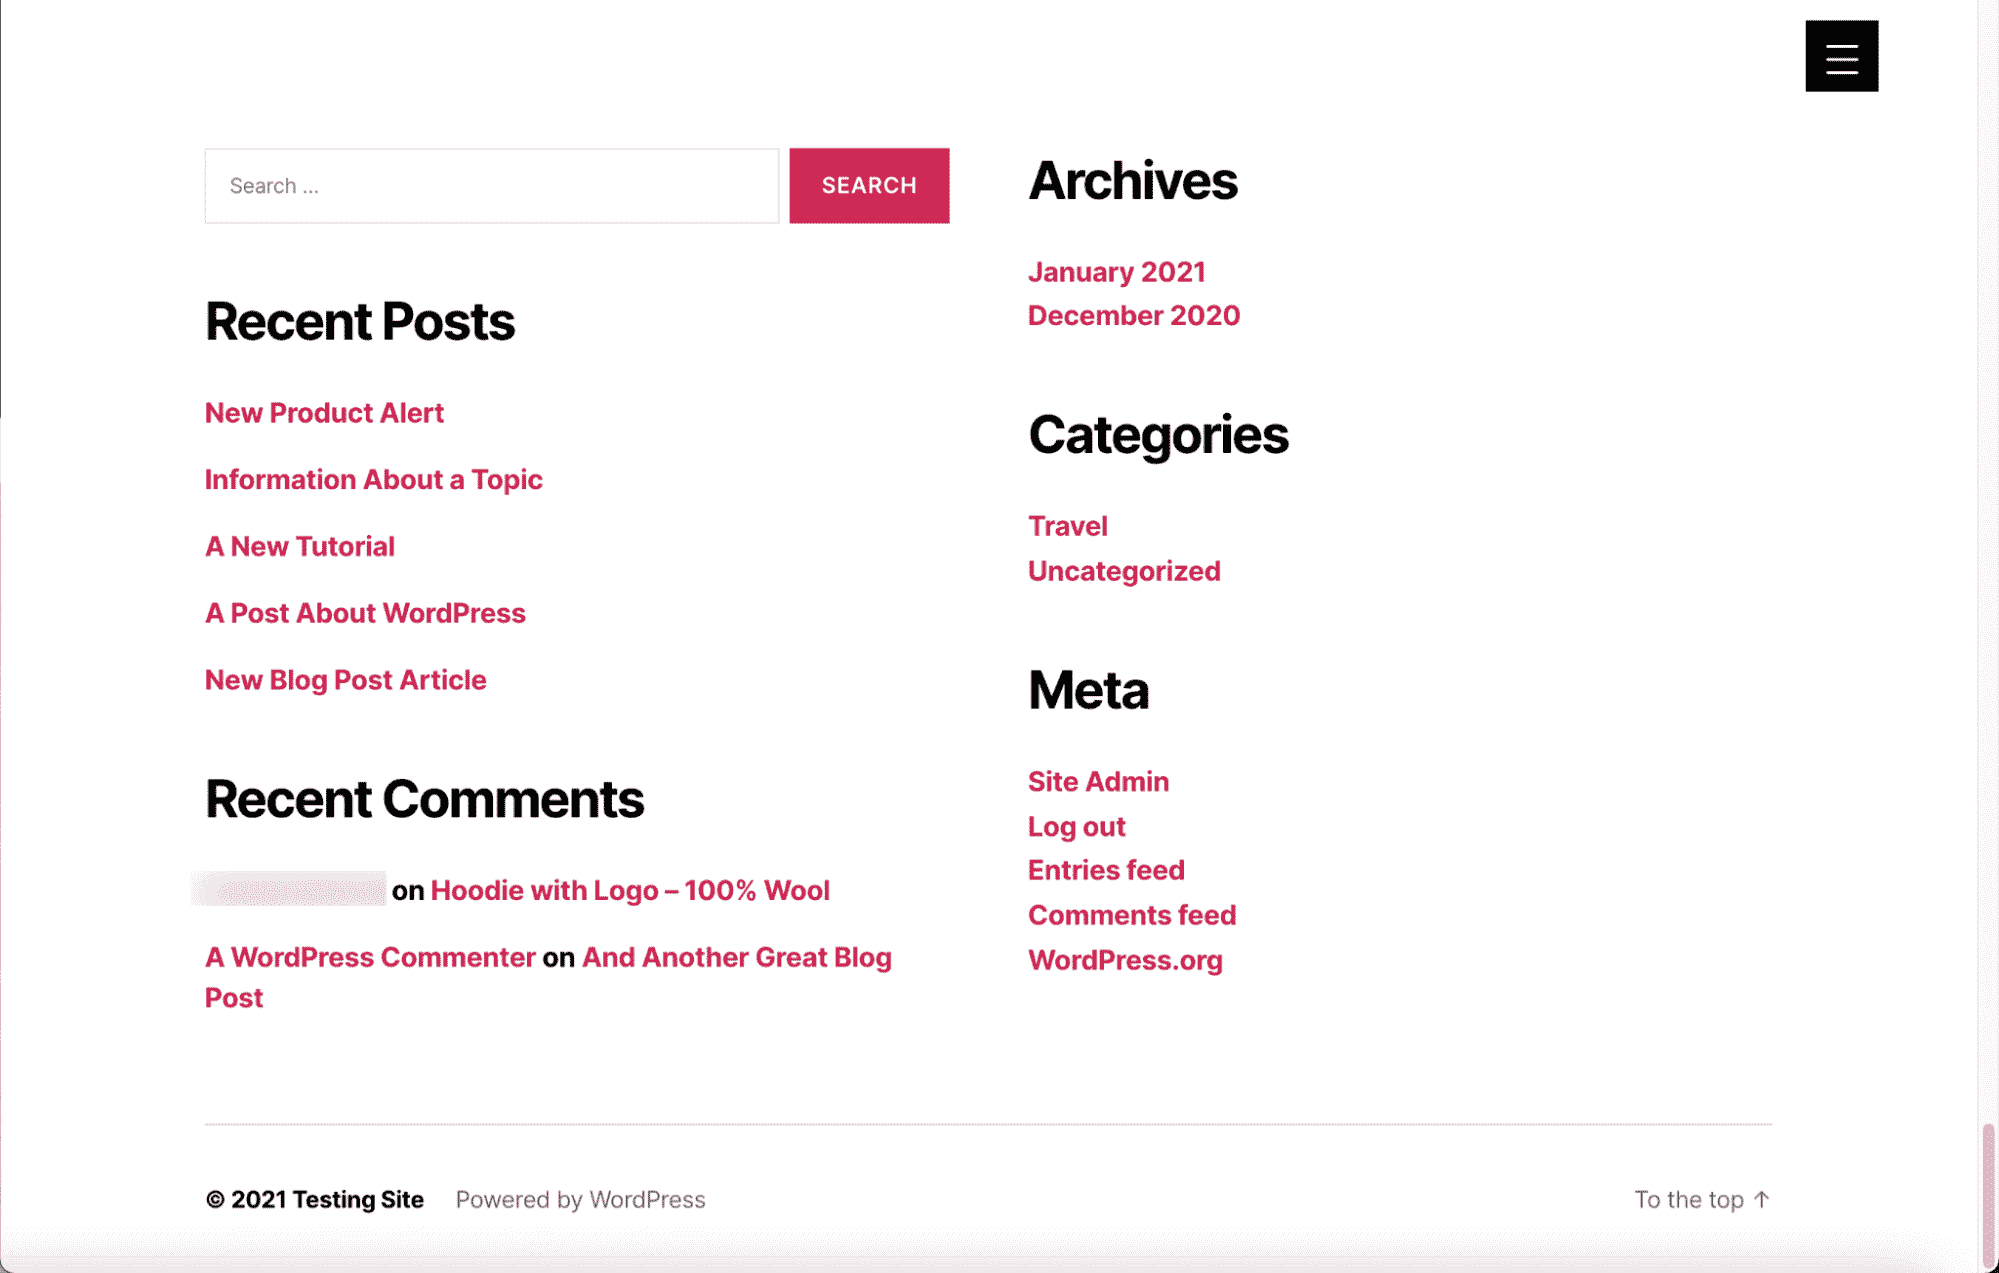 Search ...
SEARCH
Recent Posts
New Product Alert
Information About a Topic
A New Tutorial
A Post About WordPress
New Blog Post Article
Recent Comments
on Hoodie with Logo – 100% Wool
A WordPress Commenter on And Another Great Blog
Post
Archives
January 2021
December 2020
Categories
Travel
Uncategorized
Meta
Site Admin
Log out
Entries feed
Comments feed
WordPress.org
© 2021 Testing Site Powered by WordPress
To the top ↑